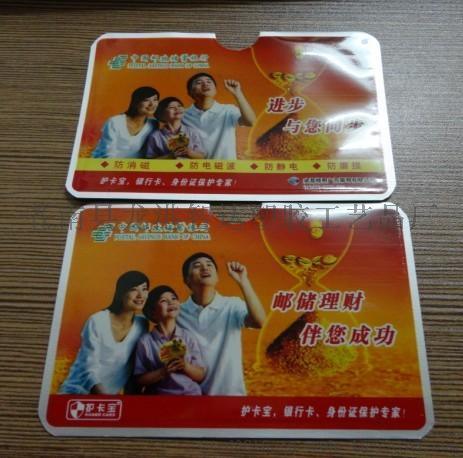 中国邮政储蓄银行
POSTAL SAVINGS BANK OF CHINA
进步
与您同步
◆防消磁 ◆防电磁波 ◆防静电 ◆防磨损
护卡宝，银行卡、身份证保护专家！
中国邮政储蓄银行
POSTAL SAVINGS BANK OF CHINA
邮储理财
伴您成功
护卡宝
护卡宝，银行卡、身份证保护专家！